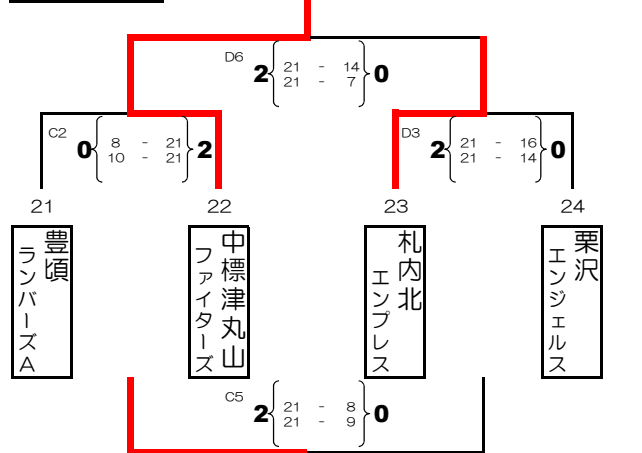 D6
2 21 - 14 0
21 - 7
C2
0 8 - 21 2
10 - 21
D3
2 21 - 16 0
21 - 14
21
22
23
24
豊頃
ランバーズA
中標津丸山
ファイターズ
札内北
エンプレス
栗沢
エンジェルス
C5
2 21 - 8 0
21 - 9